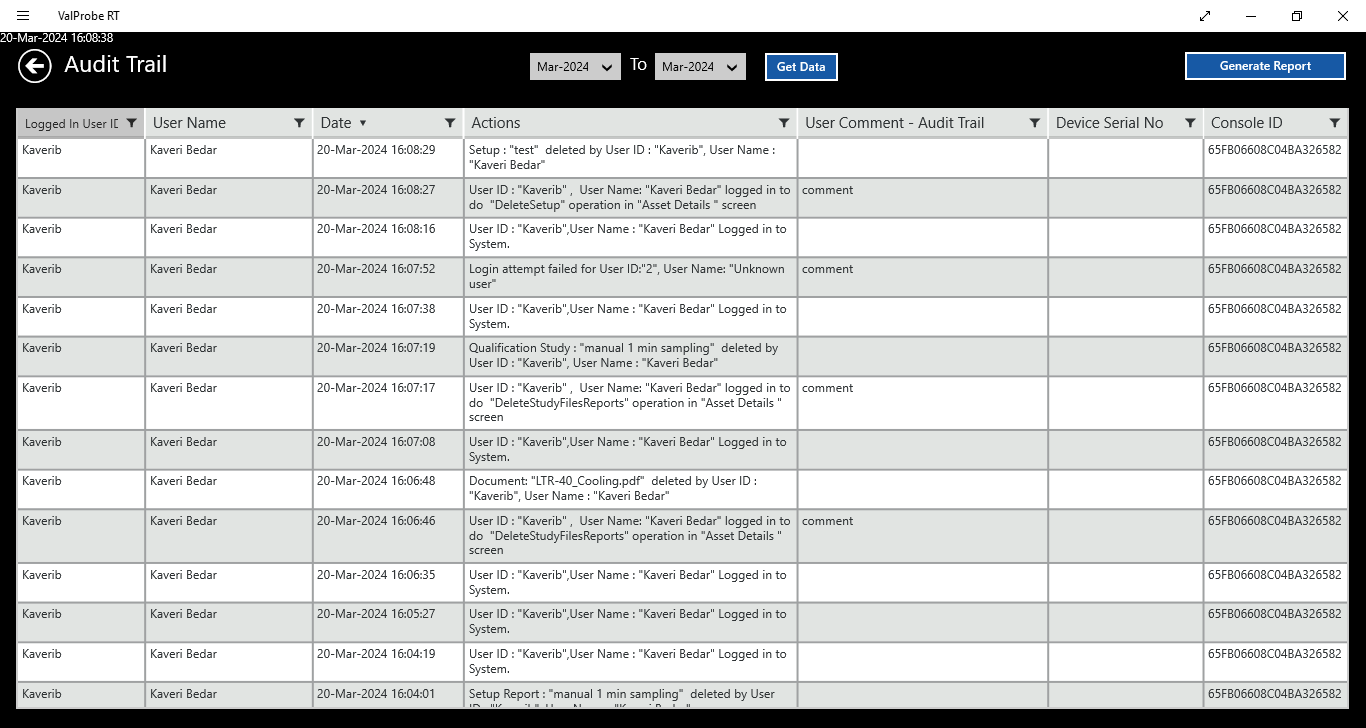 ValProbe RT
20-Mar-2024 16:08:38
Audit Trail
Mar-2024 To Mar-2024 Get Data Generate Report
Logged In User ID User Name Date Actions User Comment - Audit Trail Device Serial No Console ID
Kaverib Kaveri Bedar 20-Mar-2024 16:08:29 Setup : "test"  deleted by User ID : "Kaverib", User Name : 65FB06608C04BA326582
"Kaveri Bedar"
Kaverib Kaveri Bedar 20-Mar-2024 16:08:27 User ID : "Kaverib" ,  User Name: "Kaveri Bedar" logged in to comment 65FB06608C04BA326582
do  "DeleteSetup" operation in "Asset Details " screen
Kaverib Kaveri Bedar 20-Mar-2024 16:08:16 User ID : "Kaverib",User Name : "Kaveri Bedar" Logged in to 65FB06608C04BA326582
System.
Kaverib Kaveri Bedar 20-Mar-2024 16:07:52 Login attempt failed for User ID:"2", User Name: "Unknown comment 65FB06608C04BA326582
user"
Kaverib Kaveri Bedar 20-Mar-2024 16:07:38 User ID : "Kaverib",User Name : "Kaveri Bedar" Logged in to 65FB06608C04BA326582
System.
Kaverib Kaveri Bedar 20-Mar-2024 16:07:19 Qualification Study : "manual 1 min sampling"  deleted by 65FB06608C04BA326582
User ID : "Kaverib", User Name : "Kaveri Bedar"
Kaverib Kaveri Bedar 20-Mar-2024 16:07:17 User ID : "Kaverib" ,  User Name: "Kaveri Bedar" logged in to comment 65FB06608C04BA326582
do  "DeleteStudyFilesReports" operation in "Asset Details "
screen
Kaverib Kaveri Bedar 20-Mar-2024 16:07:08 User ID : "Kaverib",User Name : "Kaveri Bedar" Logged in to 65FB06608C04BA326582
System.
Kaverib Kaveri Bedar 20-Mar-2024 16:06:48 Document: "LTR-40_Cooling.pdf"  deleted by User ID : 65FB06608C04BA326582
"Kaverib", User Name : "Kaveri Bedar"
Kaverib Kaveri Bedar 20-Mar-2024 16:06:46 User ID : "Kaverib" ,  User Name: "Kaveri Bedar" logged in to comment 65FB06608C04BA326582
do  "DeleteStudyFilesReports" operation in "Asset Details "
screen
Kaverib Kaveri Bedar 20-Mar-2024 16:06:35 User ID : "Kaverib",User Name : "Kaveri Bedar" Logged in to 65FB06608C04BA326582
System.
Kaverib Kaveri Bedar 20-Mar-2024 16:05:27 User ID : "Kaverib",User Name : "Kaveri Bedar" Logged in to 65FB06608C04BA326582
System.
Kaverib Kaveri Bedar 20-Mar-2024 16:04:19 User ID : "Kaverib",User Name : "Kaveri Bedar" Logged in to 65FB06608C04BA326582
System.
Kaverib Kaveri Bedar 20-Mar-2024 16:04:01 Setup Report : "manual 1 min sampling"  deleted by User 65FB06608C04BA326582